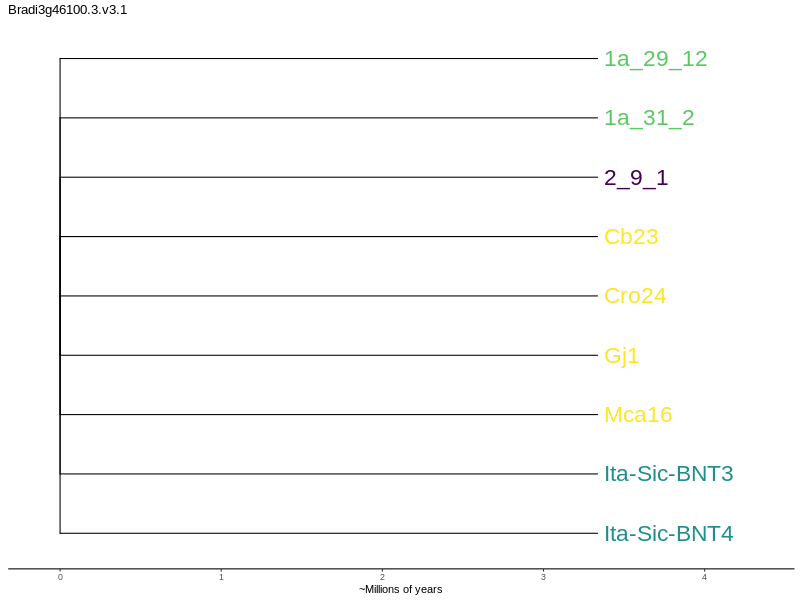 Bradi3g46100.3.v3.1
1a_29_12
1a_31_2
2_9_1
Cb23
Cro24
Gj1
Mca16
Ita-Sic-BNT3
Ita-Sic-BNT4
0 1 2 3 4
~Millions of years